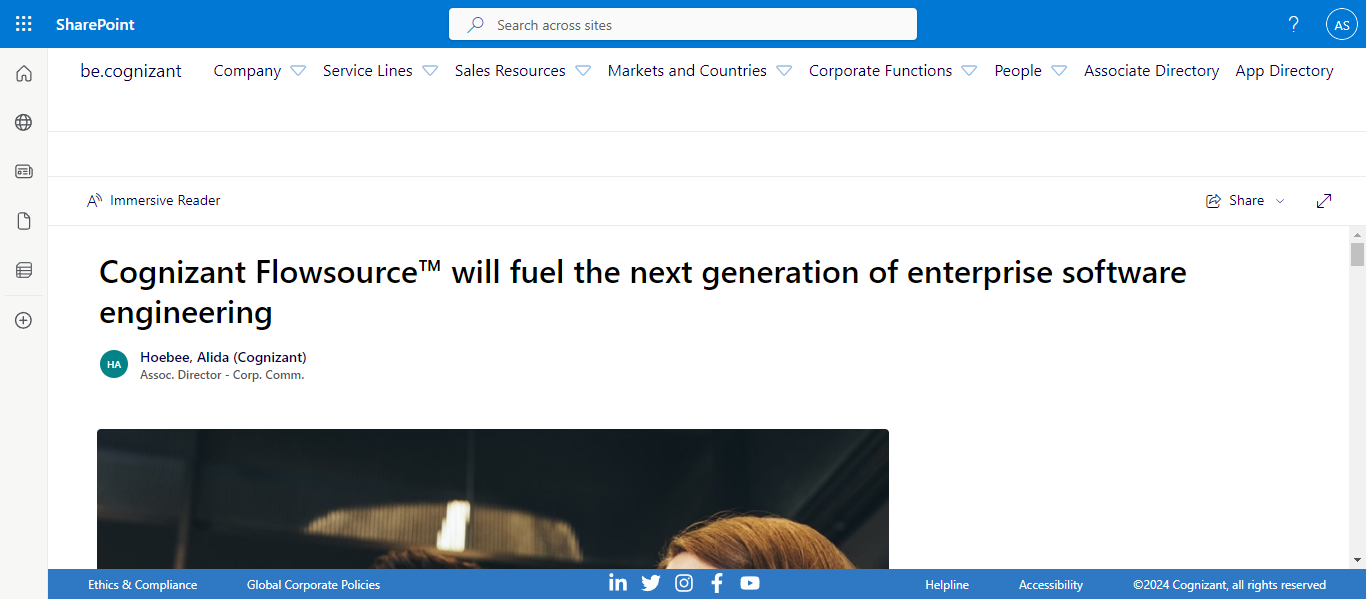 SharePoint
Search across sites
?
AS
be.cognizant
Company
Service Lines
Sales Resources
Markets and Countries
Corporate Functions
People
Associate Directory
App Directory
Immersive Reader
Share
Cognizant Flowsource™ will fuel the next generation of enterprise software
engineering
HA
Hoebee, Alida (Cognizant)
Assoc. Director - Corp. Comm.
Ethics & Compliance
Global Corporate Policies
Helpline
Accessibility
©2024 Cognizant, all rights reserved